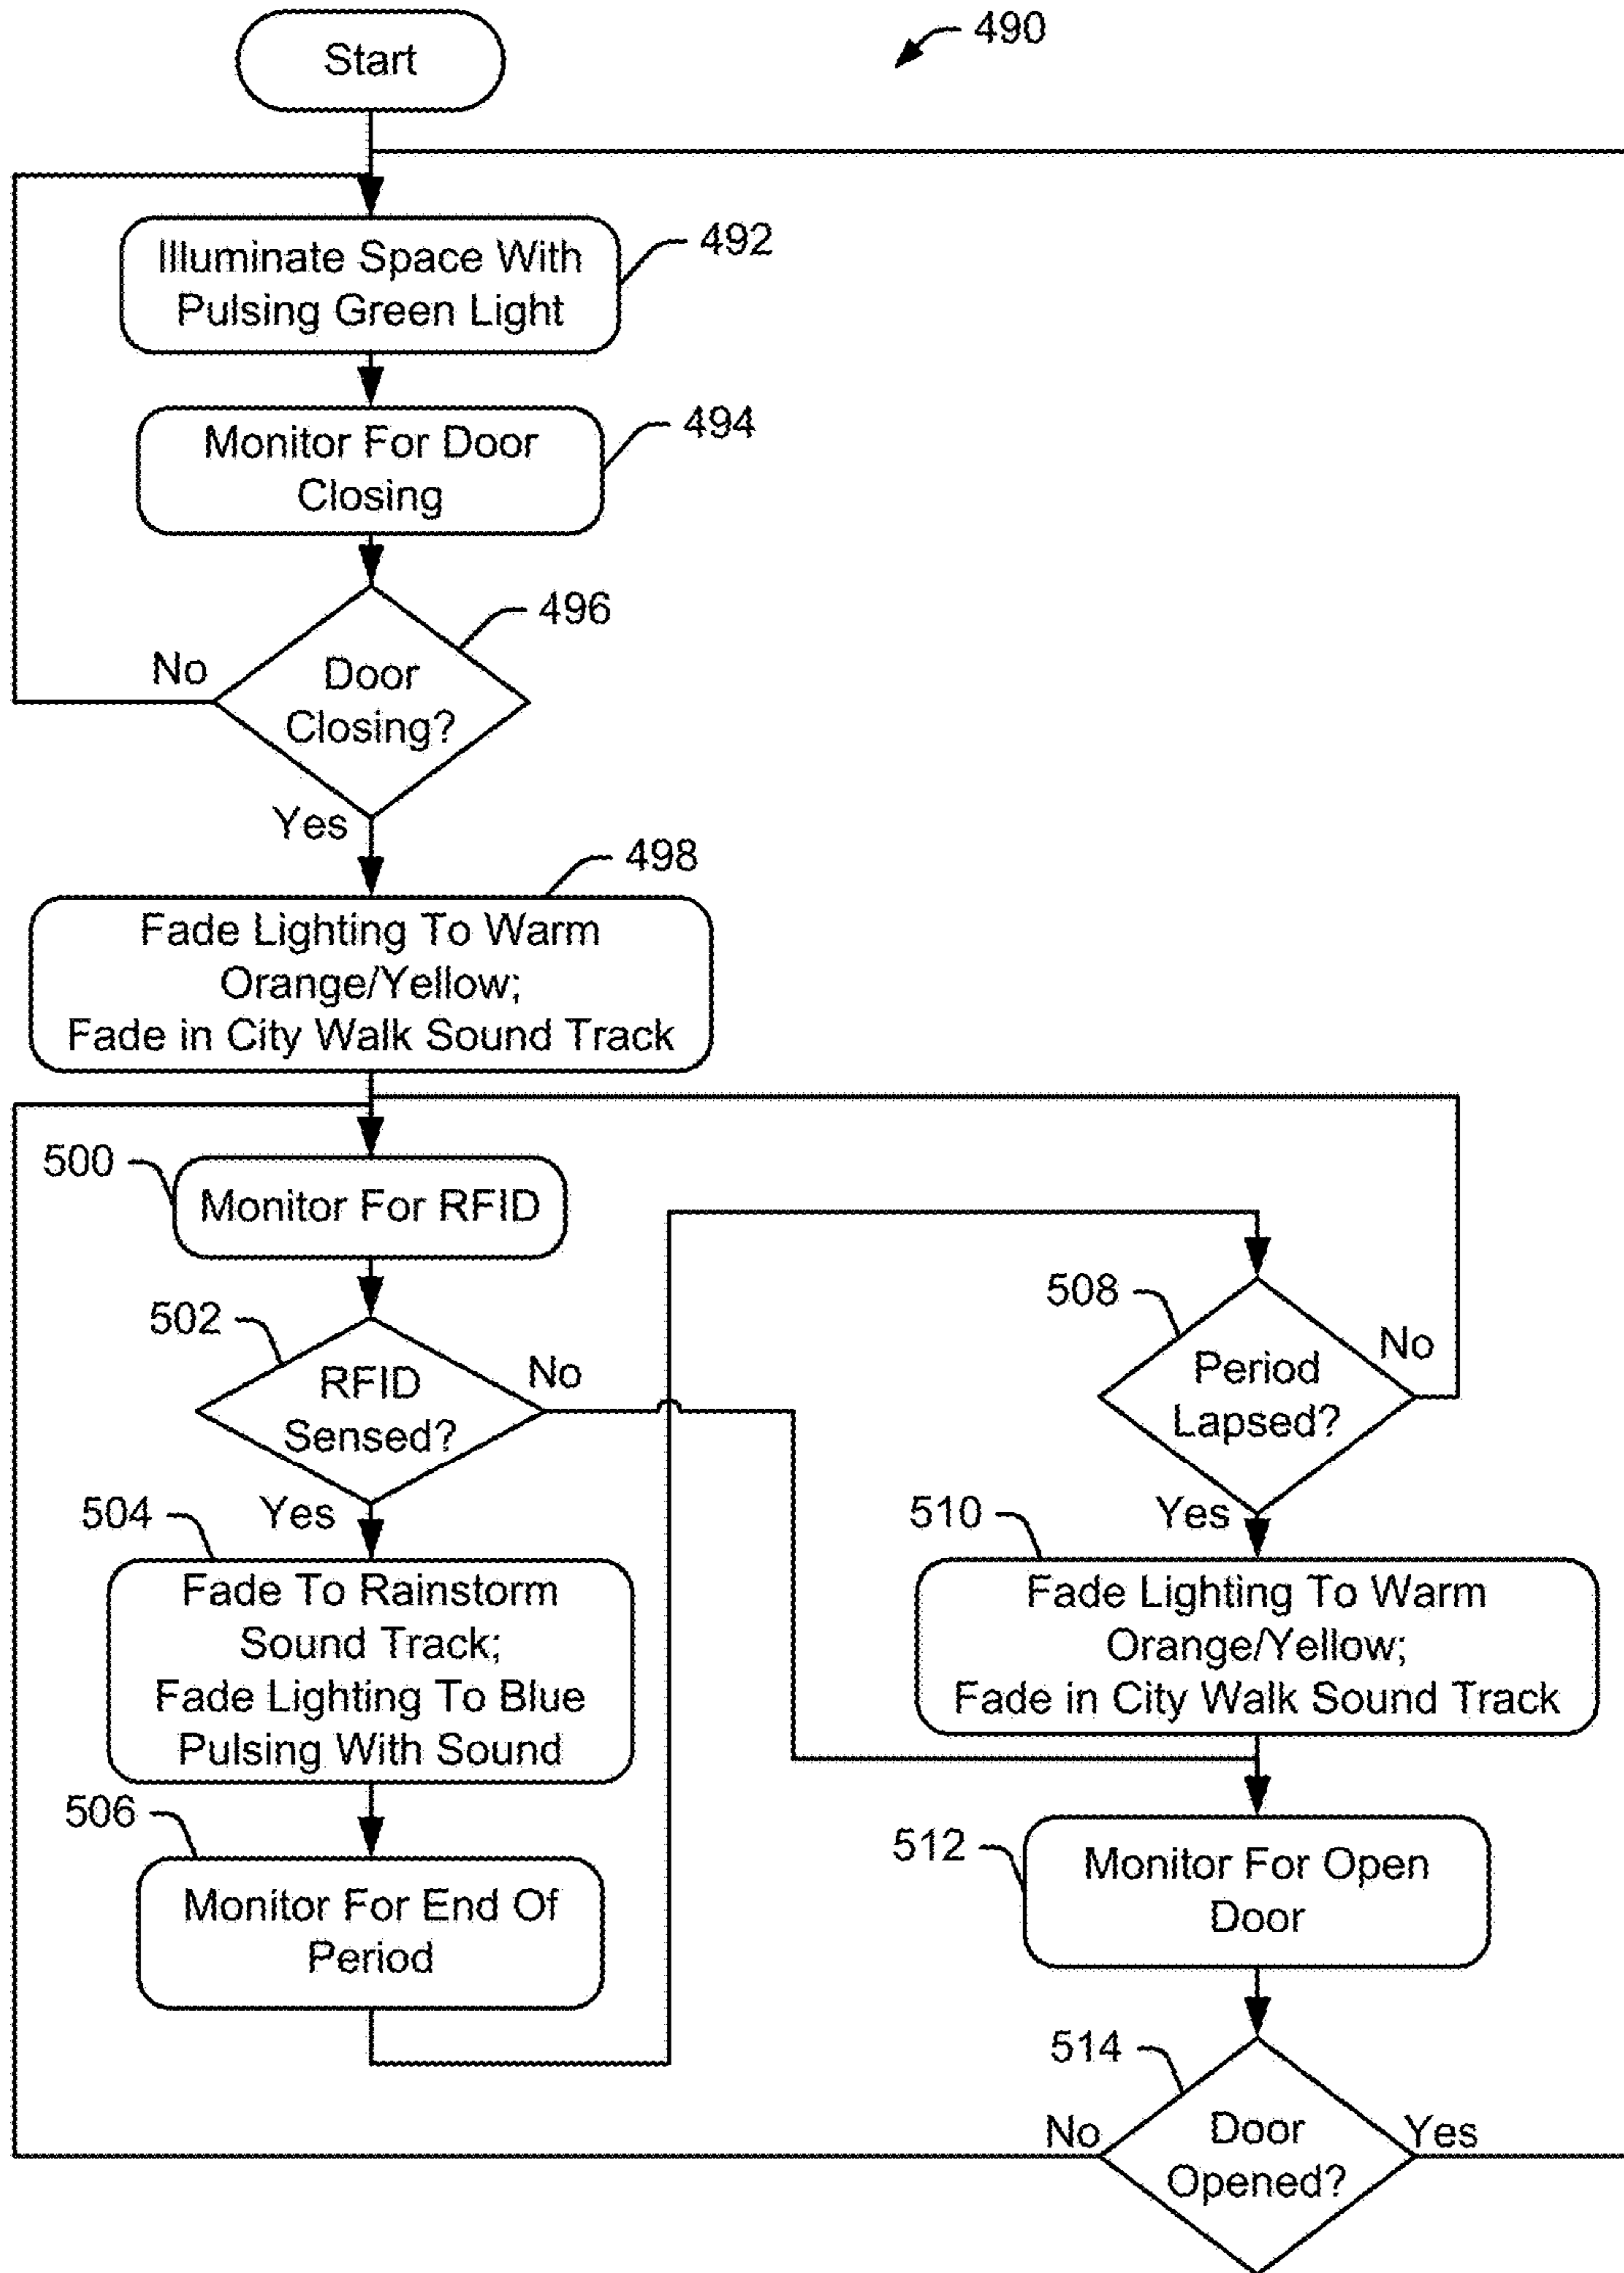 Start
490
Illuminate Space With
Pulsing Green Light
492
Monitor For Door
Closing
494
496
Door
Closing?
No
Yes
498
Fade Lighting To Warm
Orange/Yellow;
Fade in City Walk Sound Track
500
Monitor For RFID
502
RFID
Sensed?
No
Yes
504
Fade To Rainstorm
Sound Track;
Fade Lighting To Blue
Pulsing With Sound
506
Monitor For End Of
Period
508
Period
Lapsed?
No
Yes
510
Fade Lighting To Warm
Orange/Yellow;
Fade in City Walk Sound Track
512
Monitor For Open
Door
514
Door
Opened?
No
Yes